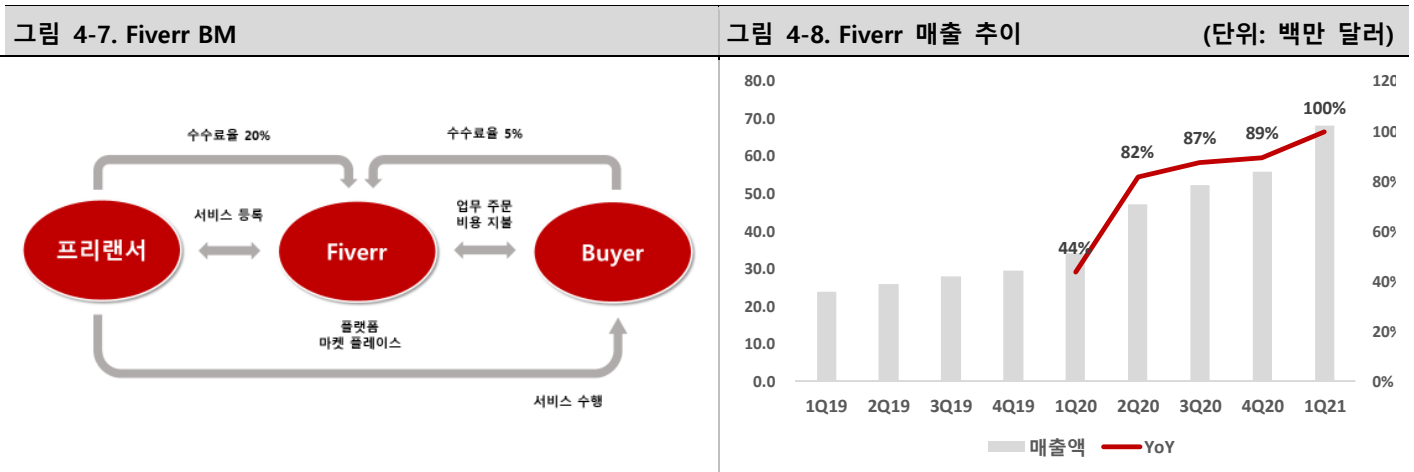 그림 4-7. Fiverr BM
수수료율 20%
수수료율 5%
서비스 등록
업무 주문
비용 지불
프리랜서
Fiverr
Buyer
플랫폼
마켓 플레이스
서비스 수행
그림 4-8. Fiverr 매출 추이 (단위: 백만 달러)
80.0
70.0
60.0
50.0
40.0
30.0
20.0
10.0
0.0
44%
82%
87%
89%
100%
120
100
80%
60%
40%
20%
0%
1Q19 2Q19 3Q19 4Q19 1Q20 2Q20 3Q20 4Q20 1Q21
매출액 YoY